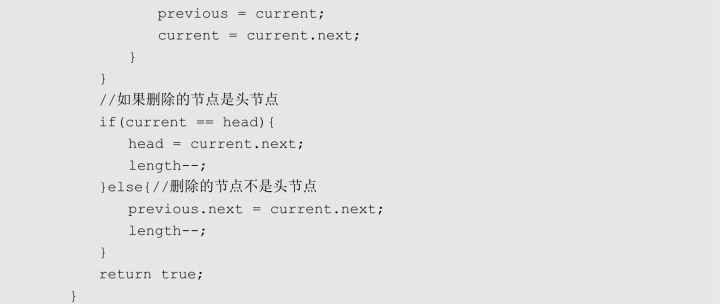 previous = current;
current = current.next;
}
}
//如果删除的节点是头节点
if(current == head){
head = current.next;
length--;
}else{//删除的节点不是头节点
previous.next = current.next;
length--;
}
return true;
}